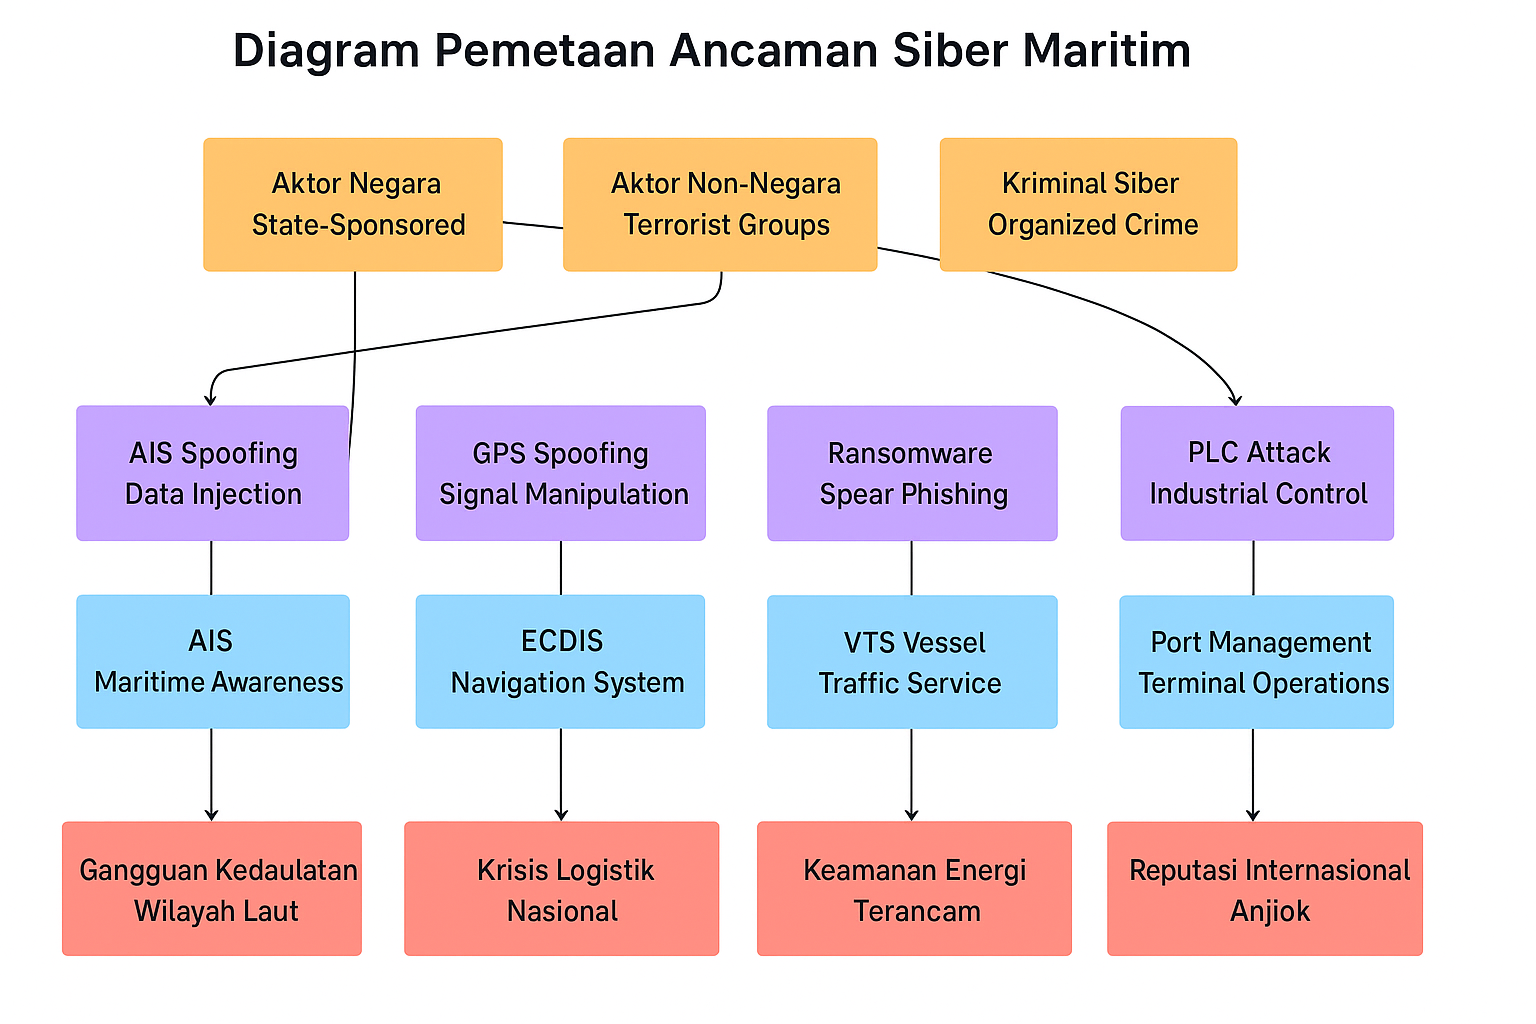 Diagram Pemetaan Ancaman Siber Maritim
Aktor Negara
State-Sponsored
Aktor Non-Negara
Terrorist Groups
Kriminal Siber
Organized Crime
AIS Spoofing
Data Injection
GPS Spoofing
Signal Manipulation
Ransomware
Spear Phishing
PLC Attack
Industrial Control
AIS
Maritime Awareness
ECDIS
Navigation System
VTS Vessel
Traffic Service
Port Management
Terminal Operations
Gangguan Kedaulatan
Wilayah Laut
Krisis Logistik
Nasional
Keamanan Energi
Terancam
Reputasi Internasional
Anjiok